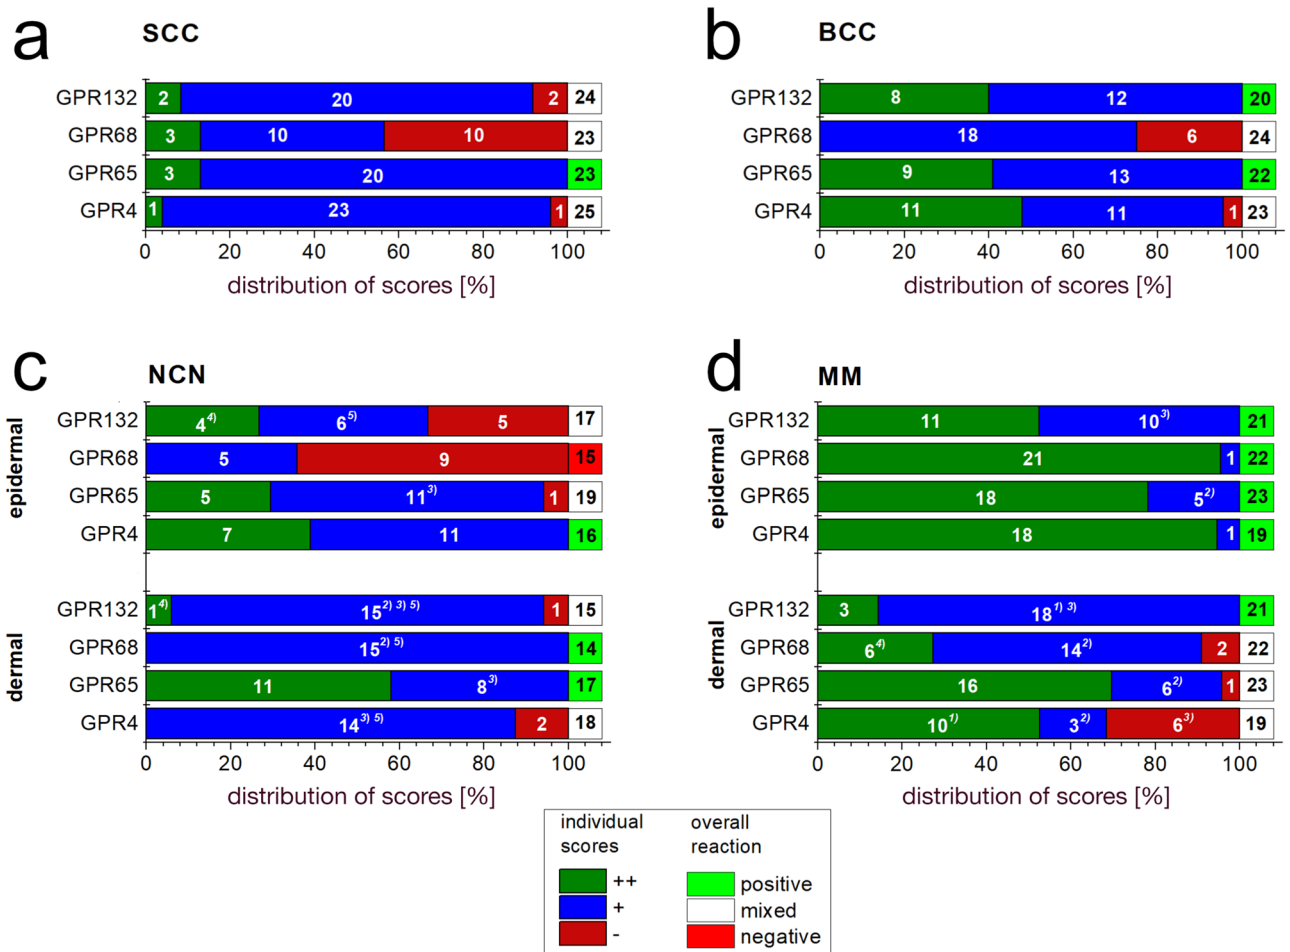 a SCC
GPR132 2 20 2 24
GPR68 3 10 10 23
GPR65 3 20 23
GPR4 1 23 1 25
0 20 40 60 80 100
distribution of scores [%]
b BCC
GPR132 8 12 20
GPR68 18 6 24
GPR65 9 13 22
GPR4 11 11 1 23
0 20 40 60 80 100
distribution of scores [%]
c NCN
epidermal
GPR132 4 4) 6 5) 5 17
GPR68 5 9 15
GPR65 5 11 3) 1 19
GPR4 7 11 16
dermal
GPR132 1 4) 15 2) 3) 5) 1 15
GPR68 15 2) 5) 14
GPR65 11 8 3) 17
GPR4 14 3) 5) 2 18
0 20 40 60 80 100
distribution of scores [%]
d MM
epidermal
GPR132 11 10 3) 21
GPR68 21 1 22
GPR65 18 5 2) 23
GPR4 18 1 19
dermal
GPR132 3 18 1) 3) 21
GPR68 6 4) 14 2) 2 22
GPR65 16 6 2) 1 23
GPR4 10 1) 3 2) 6 3) 19
0 20 40 60 80 100
distribution of scores [%]
individual scores
++
+
-
overall reaction
positive
mixed
negative